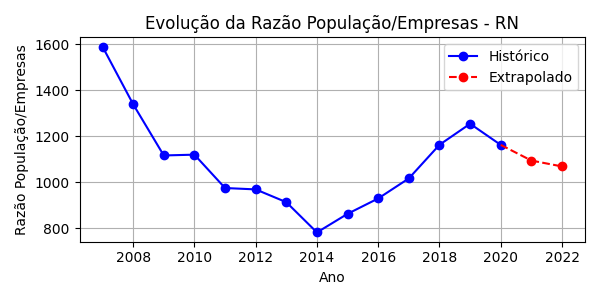 Evolução da Razão População/Empresas - RN
Razão População/Empresas
1600
1400
1200
1000
800
Histórico
Extrapolado
2008 2010 2012 2014 2016 2018 2020 2022
Ano